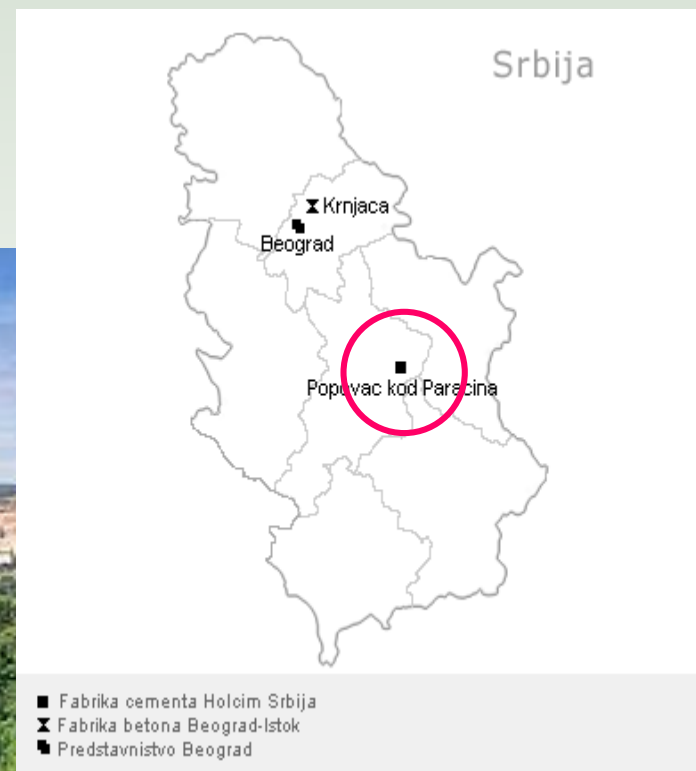 Srbija
Krnjaca
Beograd
Popovac kod Paracina
Fabrika cementa Holcim Srbija
Fabrika betona Beograd-Istok
Predstavnistvo Beograd